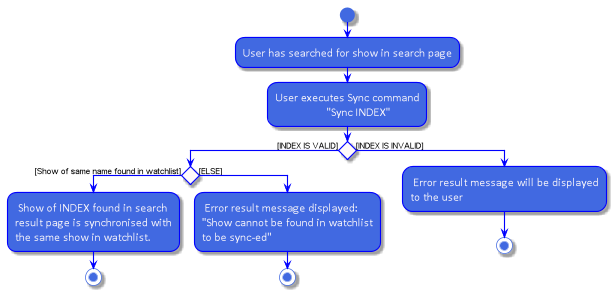 User has searched for show in search page
User executes Sync command
"Sync INDEX"
[INDEX IS VALID]
[INDEX IS INVALID]
[Show of same name found in watchlist]
[ELSE]
Show of INDEX found in search
result page is synchronised with
the same show in watchlist.
Error result message displayed:
"Show cannot be found in watchlist
to be sync-ed"
Error result message will be displayed
to the user